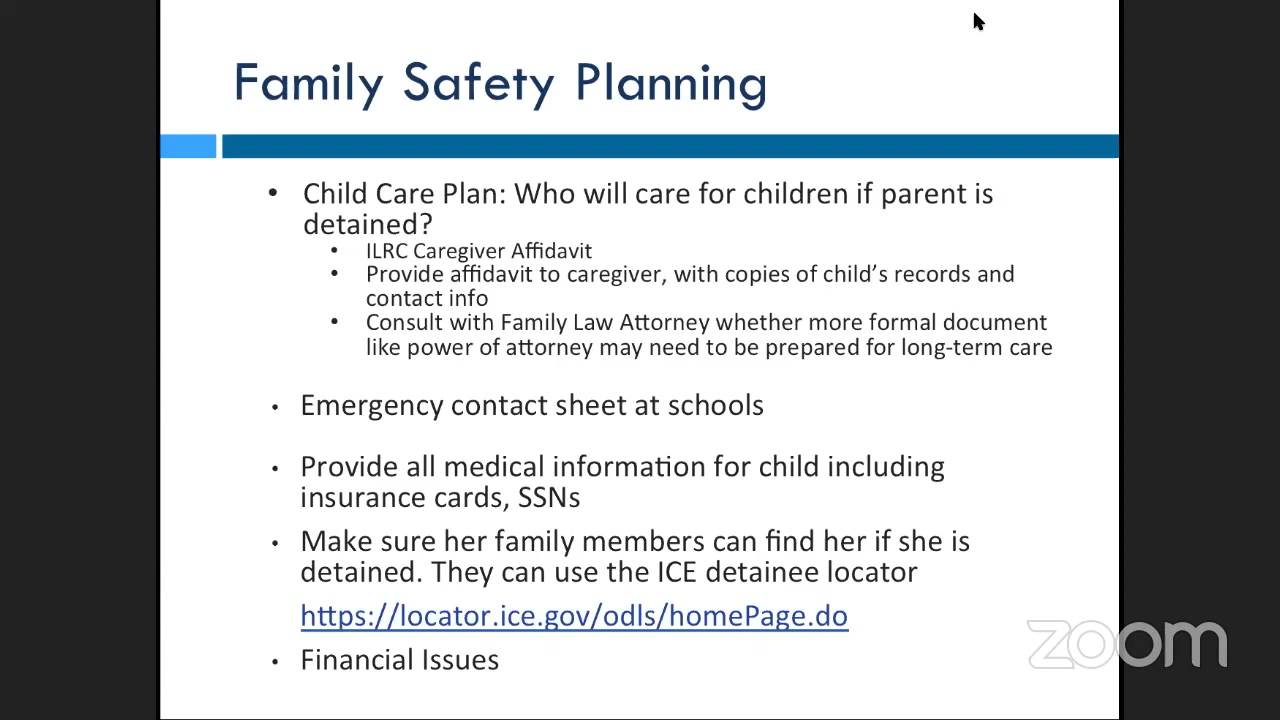 Family Safety Planning
• Child Care Plan: Who will care for children if parent is
detained?
• ILRC Caregiver Affidavit
• Provide affidavit to caregiver, with copies of child’s records and
contact info
• Consult with Family Law Attorney whether more formal document
like power of attorney may need to be prepared for long-term care
• Emergency contact sheet at schools
• Provide all medical information for child including
insurance cards, SSNs
• Make sure her family members can find her if she is
detained. They can use the ICE detainee locator
https://locator.ice.gov/odls/homePage.do
• Financial Issues
zoom